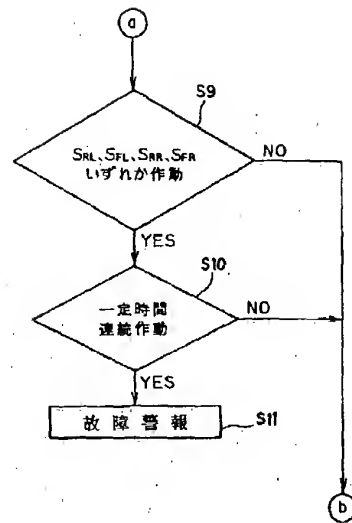 a
S9
SRL、SFL、SRR、SFR
いずれか作動
NO
YES
S10
一定時間
連続作動
NO
YES
故障警報
S11
b